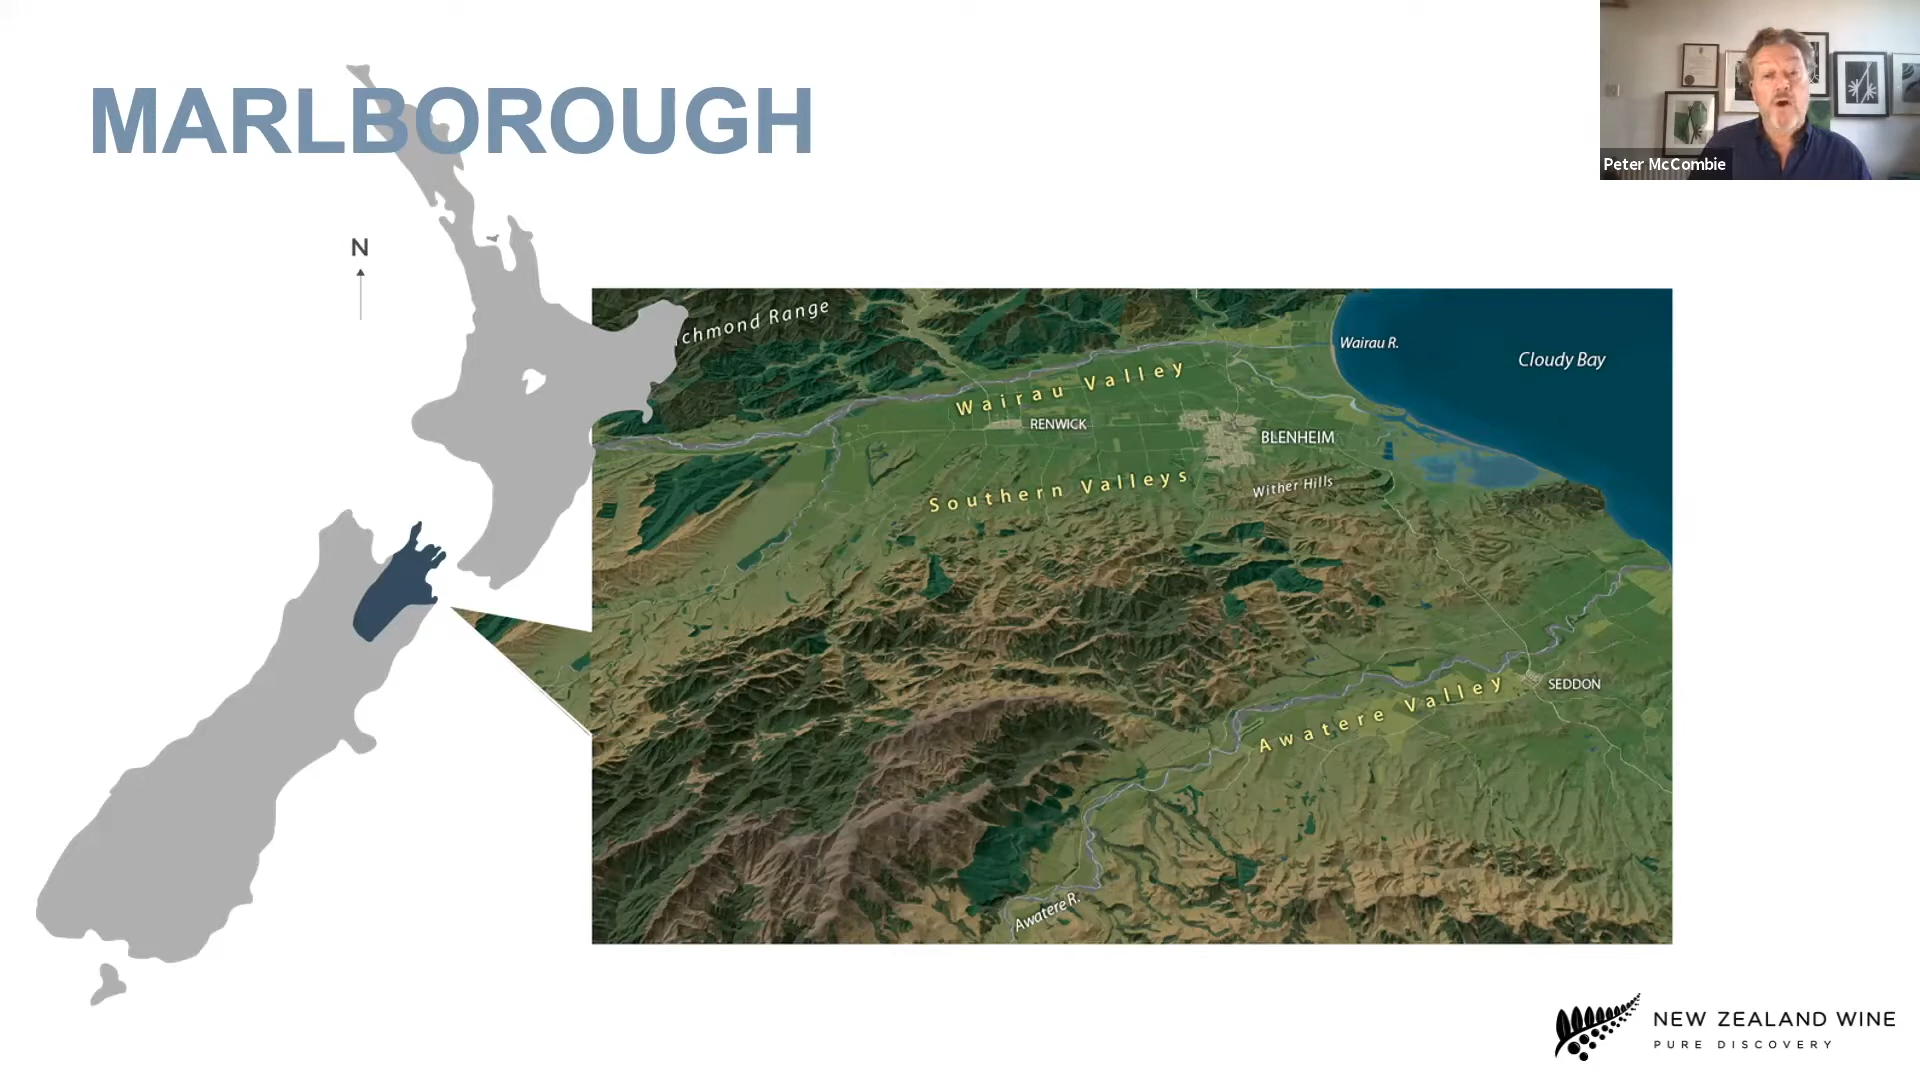 MARLBOROUGH
Peter McCombie
N
chmond Range
Wairau R.
Cloudy Bay
Wairau Valley
RENWICK
BLENHEIM
Southern Valleys
Wither Hills
Awatere Valley
SEDDON
Awatere R.
NEW ZEALAND WINE
PURE DISCOVERY